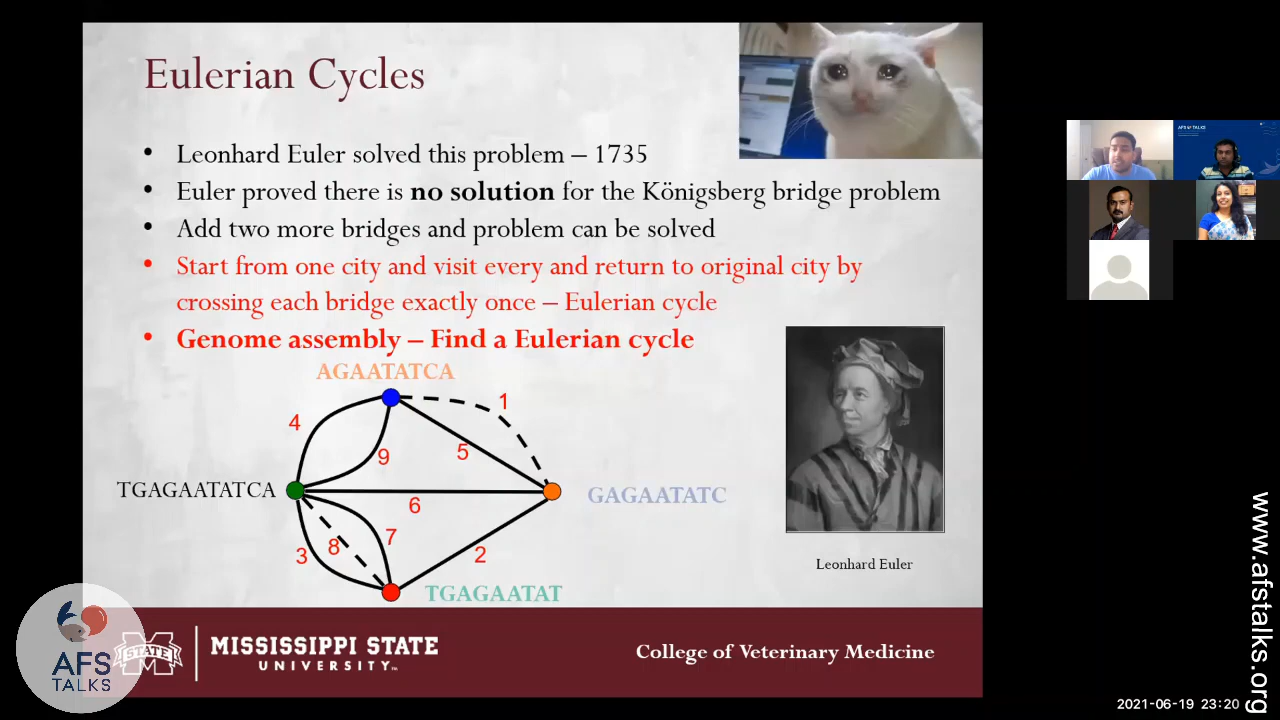 Eulerian Cycles
• Leonhard Euler solved this problem – 1735
• Euler proved there is no solution for the Königsberg bridge problem
• Add two more bridges and problem can be solved
• Start from one city and visit every and return to original city by
crossing each bridge exactly once – Eulerian cycle
• Genome assembly – Find a Eulerian cycle
AGAATATCA
1
4
9
5
TGAGAATATCA
6
GAGAATATC
3
8
7
2
TGAGAATAT
Leonhard Euler
STATE
MISSISSIPPI STATE
UNIVERSITY™
College of Veterinary Medicine
AFS
TALKS
AFS TALKS
www.afstalks.org
2021-06-19 23:20